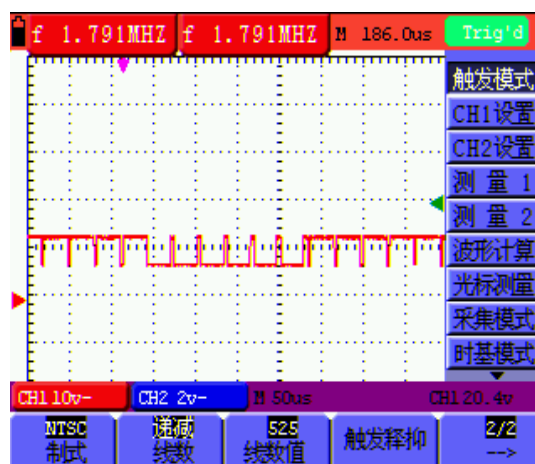 f 1.791MHZ f 1.791MHZ M 186.0us Trig'd
触发模式
CH1设置
CH2设置
测 量 1
测 量 2
波形计算
光标测量
采集模式
时基模式
CH1 10v~ CH2 2v~ M 50us CH1 20.4v
NTSC 递减 525 触发释抑 2/2
制式 线数 线数值 -->